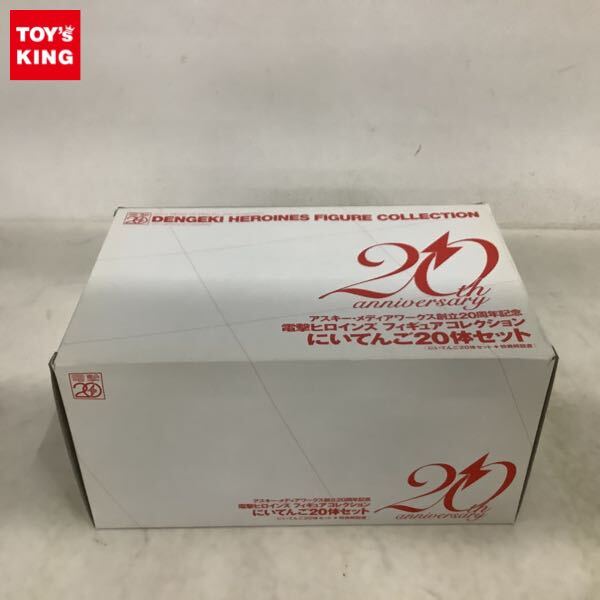 TOY's
KING
電撃
20
DENGEKI HEROINES FIGURE COLLECTION
20th
anniversary
アスキー・メディアワークス創立20周年記念
電撃ヒロインズ フィギュアコレクション
にいてんご20体セット
電撃
20
20th
anniversary
アスキー・メディアワークス創立20周年記念
電撃ヒロインズ フィギュアコレクション
にいてんご20体セット